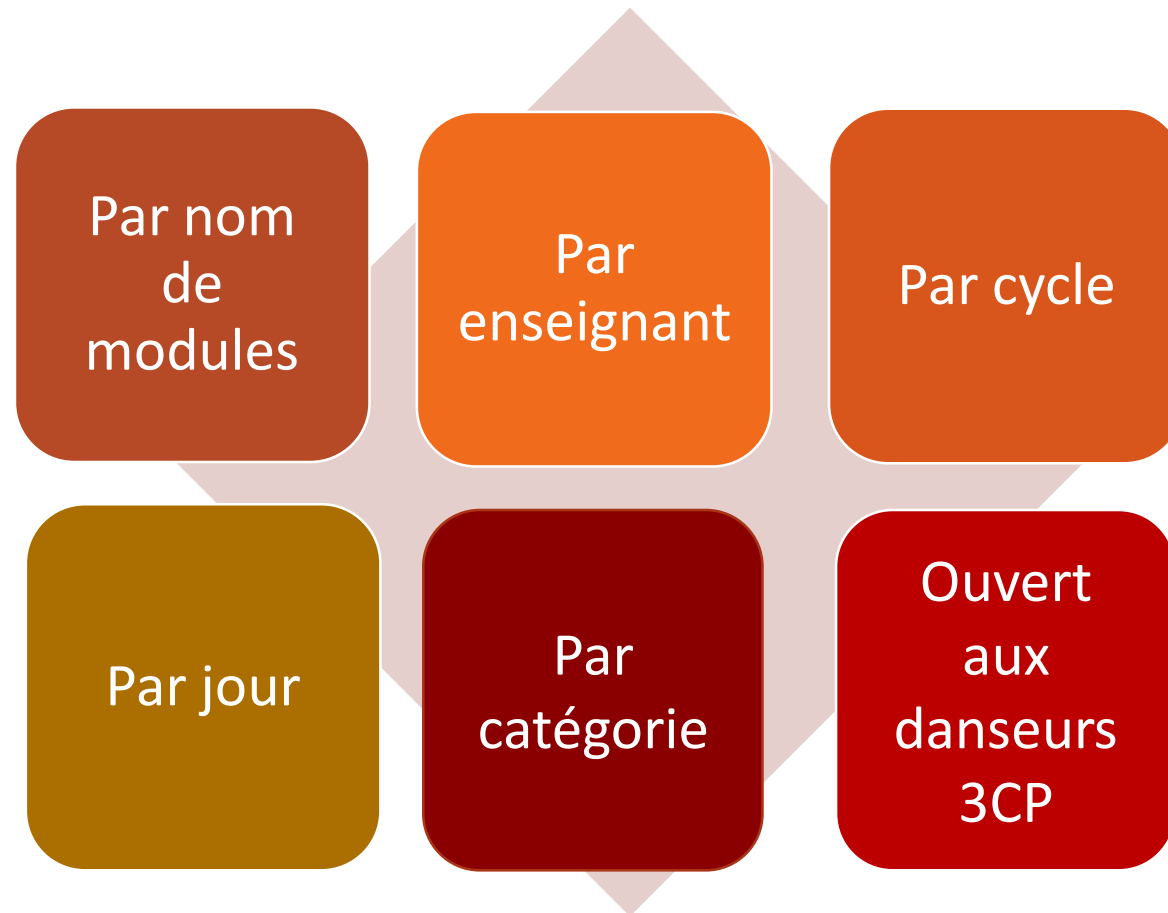 Par nom
de
modules
Par
enseignant
Par cycle
Par jour
Par
catégorie
Ouvert
aux
danseurs
3CP